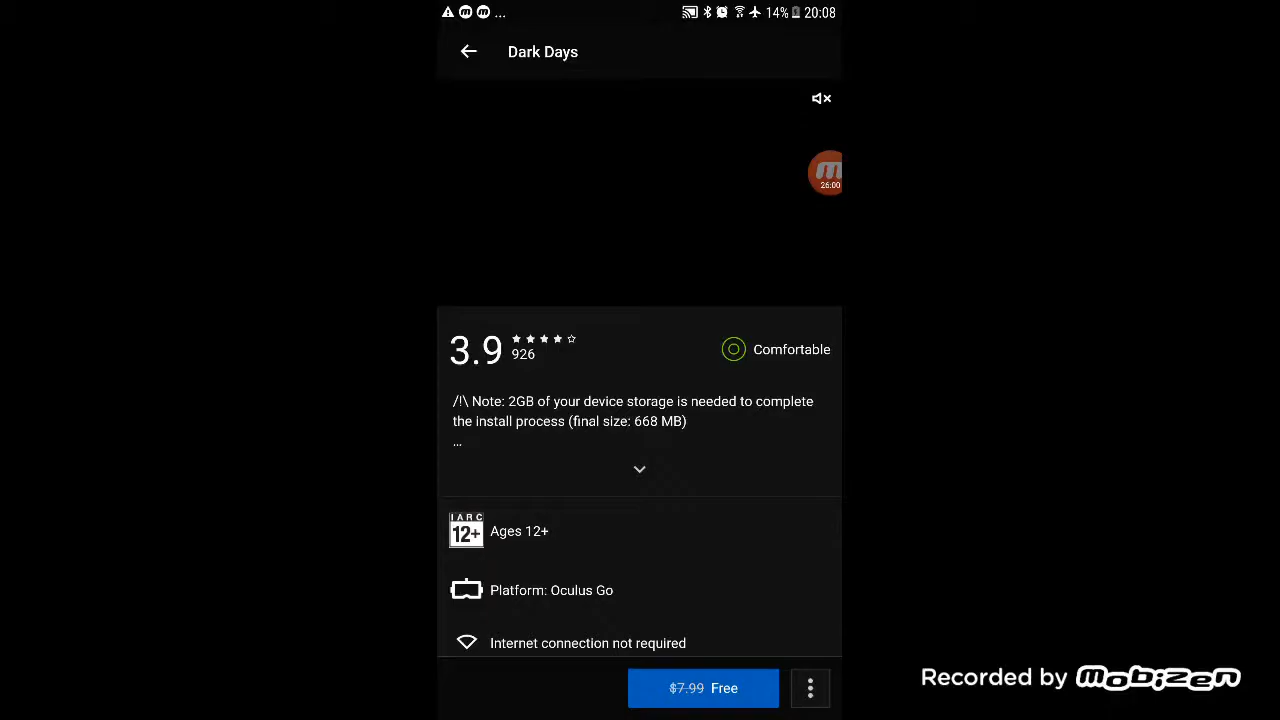 ... 14% 20:08
Dark Days
26:00
3.9
926
Comfortable
/!\ Note: 2GB of your device storage is needed to complete
the install process (final size: 668 MB)
...
IARC
12+
Ages 12+
Platform: Oculus Go
Internet connection not required
$7.99 Free
Recorded by mobizen